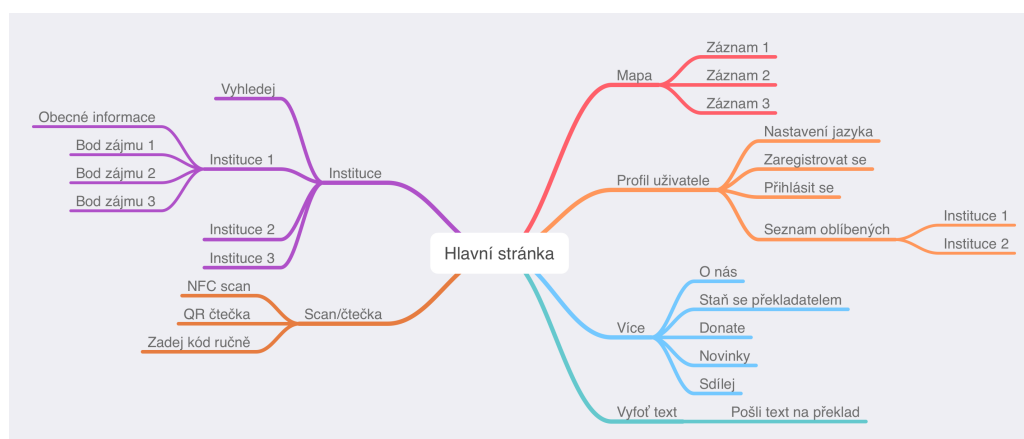 Hlavní stránka
Mapa
Záznam 1
Záznam 2
Záznam 3
Profil uživatele
Nastavení jazyka
Zaregistrovat se
Přihlásit se
Seznam oblíbených
Instituce 1
Instituce 2
Více
O nás
Staň se překladatelem
Donate
Novinky
Sdílej
Vyfoť text
Pošli text na překlad
Instituce
Vyhledej
Instituce 1
Obecné informace
Bod zájmu 1
Bod zájmu 2
Bod zájmu 3
Instituce 2
Instituce 3
Scan/čtečka
NFC scan
QR čtečka
Zadej kód ručně